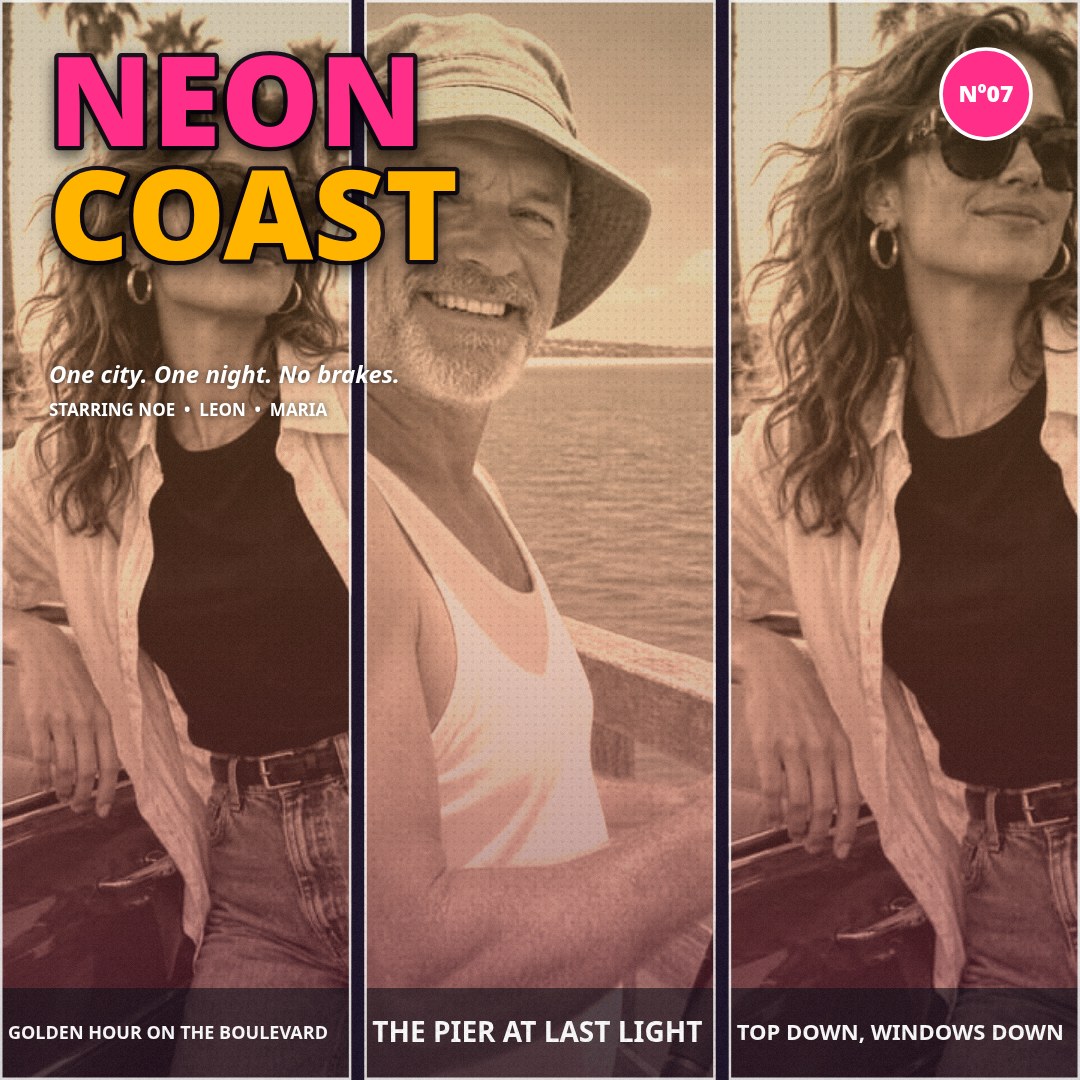 NEON
COAST
Nº07
One city. One night. No brakes.
STARRING NOE • LEON • MARIA
GOLDEN HOUR ON THE BOULEVARD
THE PIER AT LAST LIGHT
TOP DOWN, WINDOWS DOWN